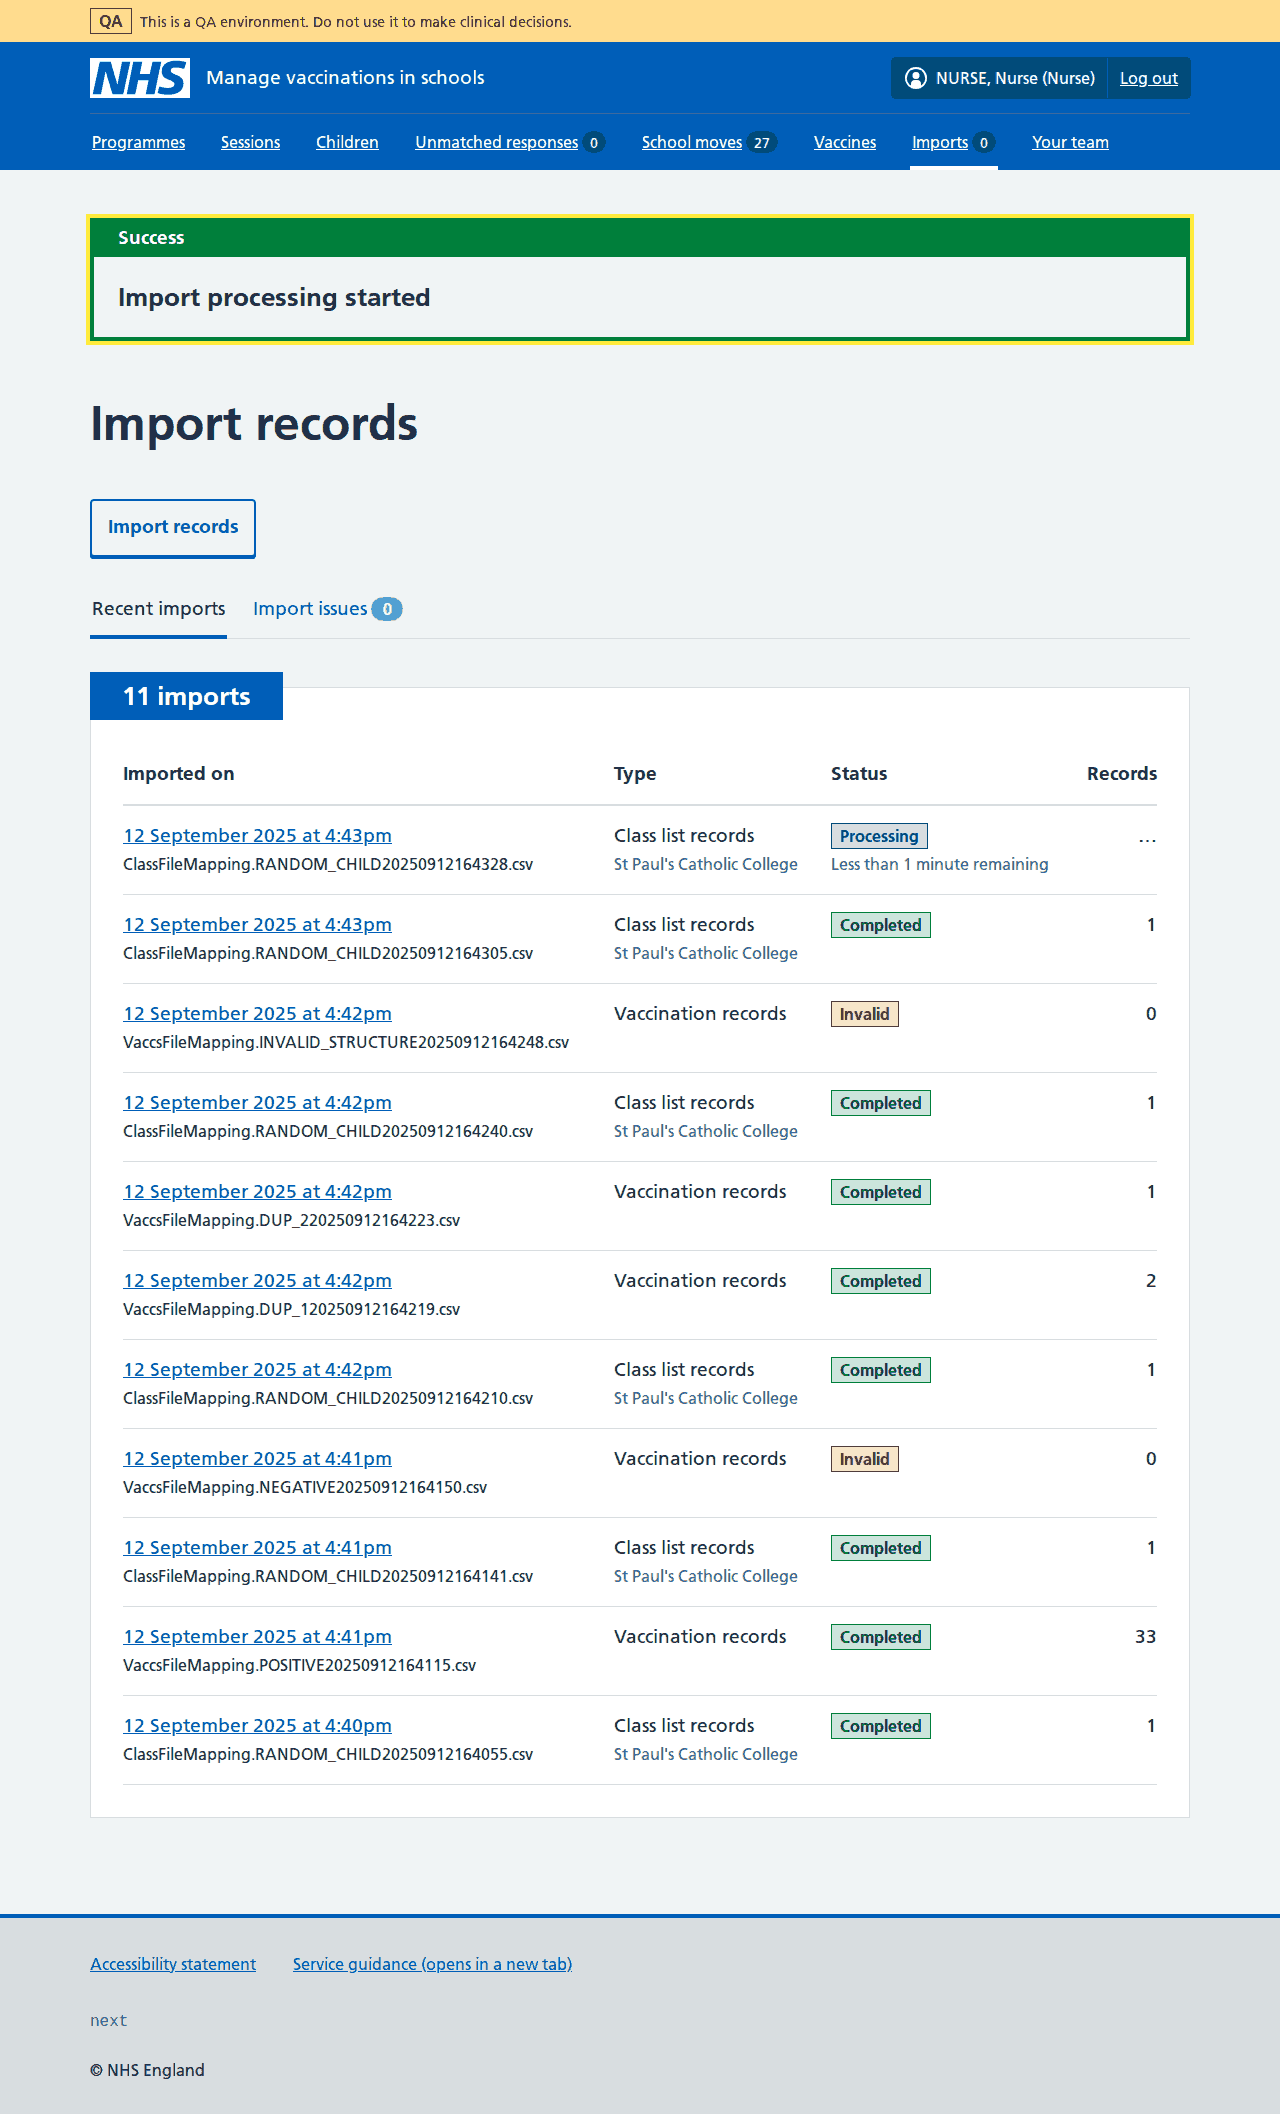 QA This is a QA environment. Do not use it to make clinical decisions.
NHS Manage vaccinations in schools NURSE, Nurse (Nurse) Log out
Programmes Sessions Children Unmatched responses 0 School moves 27 Vaccines Imports 0 Your team
Success
Import processing started
Import records
Import records
Recent imports Import issues 0
11 imports
Imported on Type Status Records
12 September 2025 at 4:43pm Class list records Processing ...
ClassFileMapping.RANDOM_CHILD20250912164328.csv St Paul's Catholic College Less than 1 minute remaining
12 September 2025 at 4:43pm Class list records Completed 1
ClassFileMapping.RANDOM_CHILD20250912164305.csv St Paul's Catholic College
12 September 2025 at 4:42pm Vaccination records Invalid 0
VaccsFileMapping.INVALID_STRUCTURE20250912164248.csv
12 September 2025 at 4:42pm Class list records Completed 1
ClassFileMapping.RANDOM_CHILD20250912164240.csv St Paul's Catholic College
12 September 2025 at 4:42pm Vaccination records Completed 1
VaccsFileMapping.DUP_220250912164223.csv
12 September 2025 at 4:42pm Vaccination records Completed 2
VaccsFileMapping.DUP_120250912164219.csv
12 September 2025 at 4:42pm Class list records Completed 1
ClassFileMapping.RANDOM_CHILD20250912164210.csv St Paul's Catholic College
12 September 2025 at 4:41pm Vaccination records Invalid 0
VaccsFileMapping.NEGATIVE20250912164150.csv
12 September 2025 at 4:41pm Class list records Completed 1
ClassFileMapping.RANDOM_CHILD20250912164141.csv St Paul's Catholic College
12 September 2025 at 4:41pm Vaccination records Completed 33
VaccsFileMapping.POSITIVE20250912164115.csv
12 September 2025 at 4:40pm Class list records Completed 1
ClassFileMapping.RANDOM_CHILD20250912164055.csv St Paul's Catholic College
Accessibility statement Service guidance (opens in a new tab)
next
© NHS England